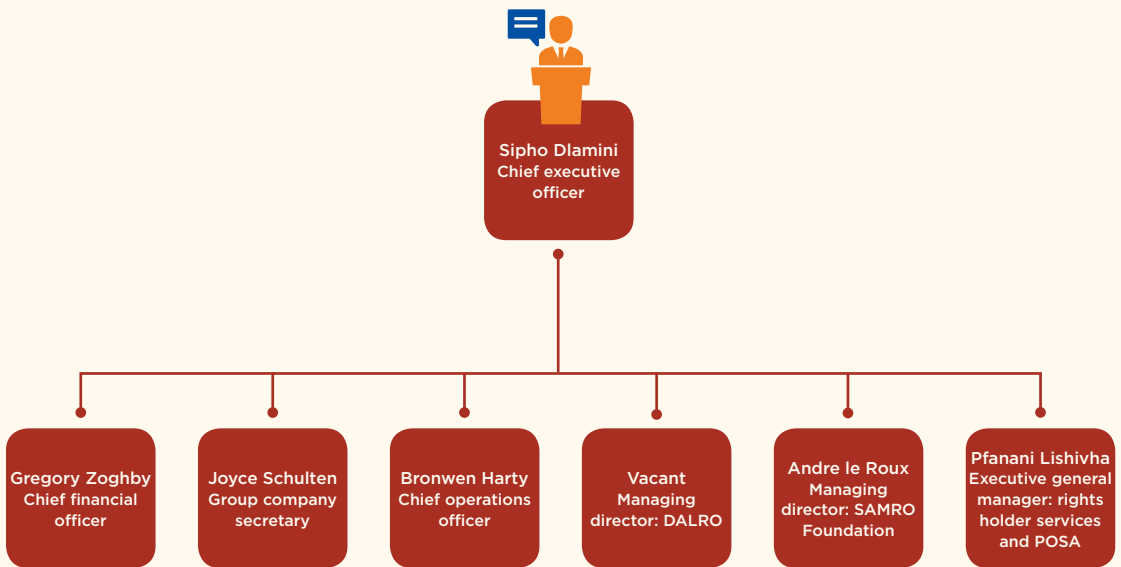 Sipho Dlamini
Chief executive
officer
Gregory Zoghby
Chief financial
officer
Joyce Schulten
Group company
secretary
Bronwen Harty
Chief operations
officer
Vacant
Managing
director: DALRO
Andre le Roux
Managing
director: SAMRO
Foundation
Pfanani Lishivha
Executive general
manager: rights
holder services
and POSA